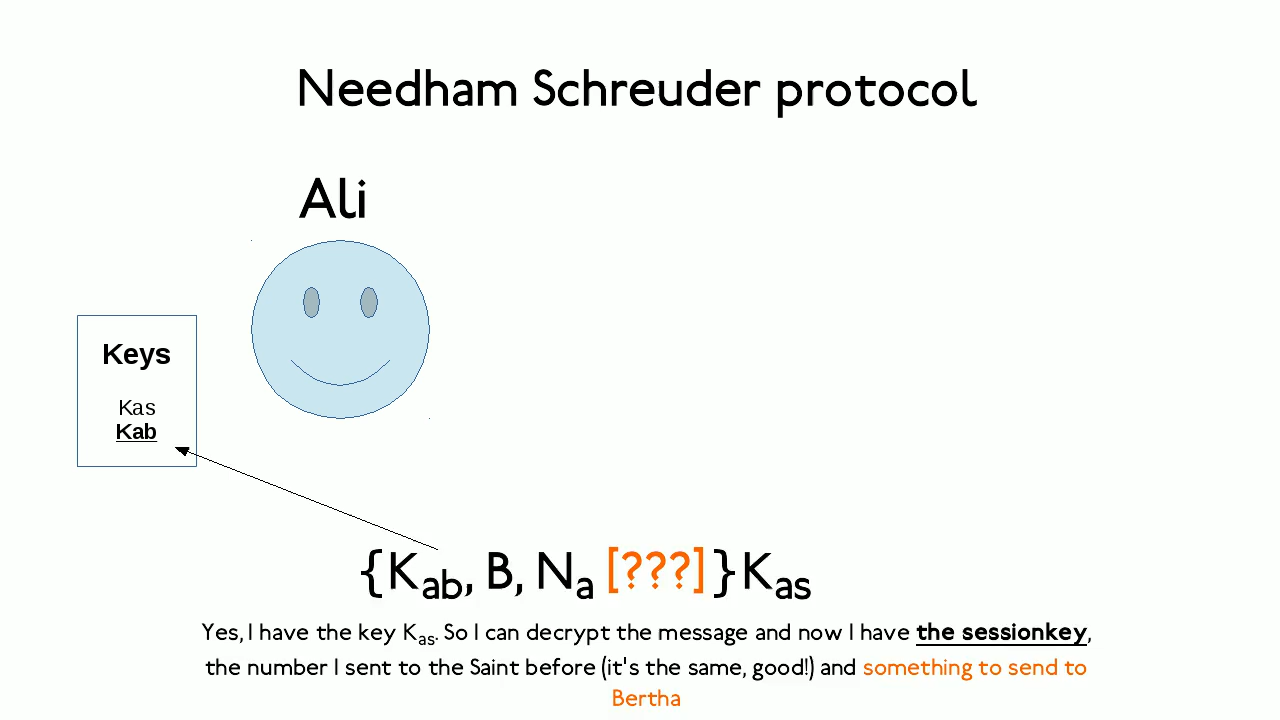 Needham Schreuder protocol
Ali
Keys
Kas
Kab
{Kab, B, Na [???]}Kas
Yes, I have the key Kas. So I can decrypt the message and now I have the sessionkey,
the number I sent to the Saint before (it's the same, good!) and something to send to
Bertha